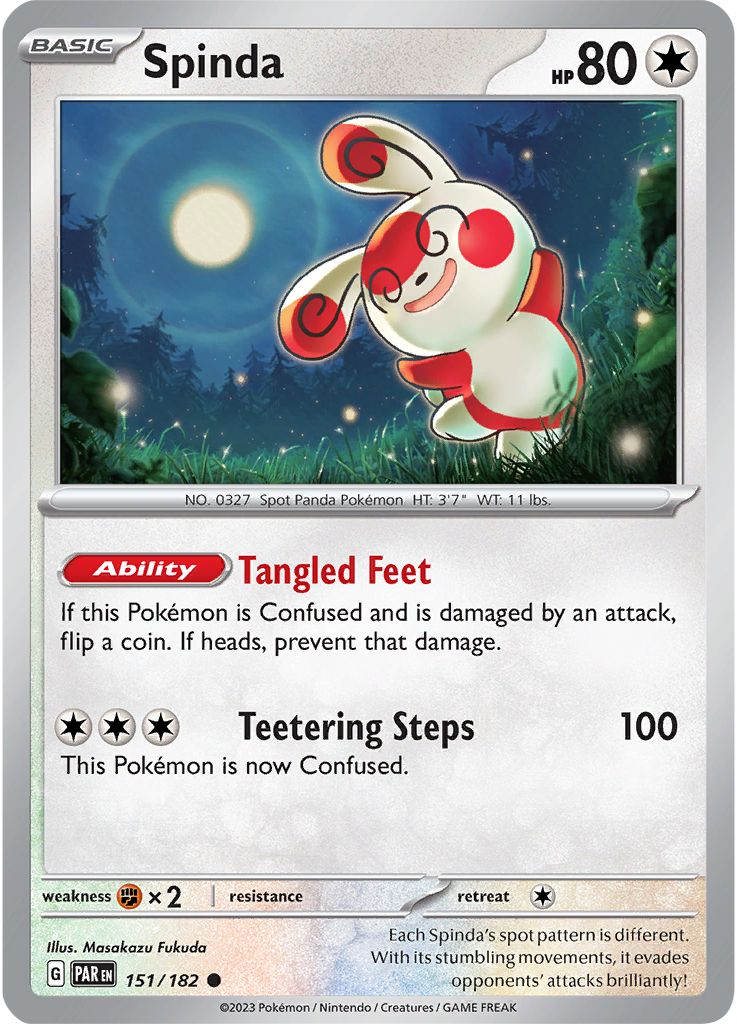 BASIC Spinda HP 80
NO. 0327 Spot Panda Pokémon HT: 3'7" WT: 11 lbs.
Ability Tangled Feet
If this Pokémon is Confused and is damaged by an attack,
flip a coin. If heads, prevent that damage.
Teetering Steps 100
This Pokémon is now Confused.
weakness ×2 resistance retreat
Illus. Masakazu Fukuda
G PAR EN 151/182
Each Spinda's spot pattern is different.
With its stumbling movements, it evades
opponents' attacks brilliantly!
©2023 Pokémon / Nintendo / Creatures / GAME FREAK